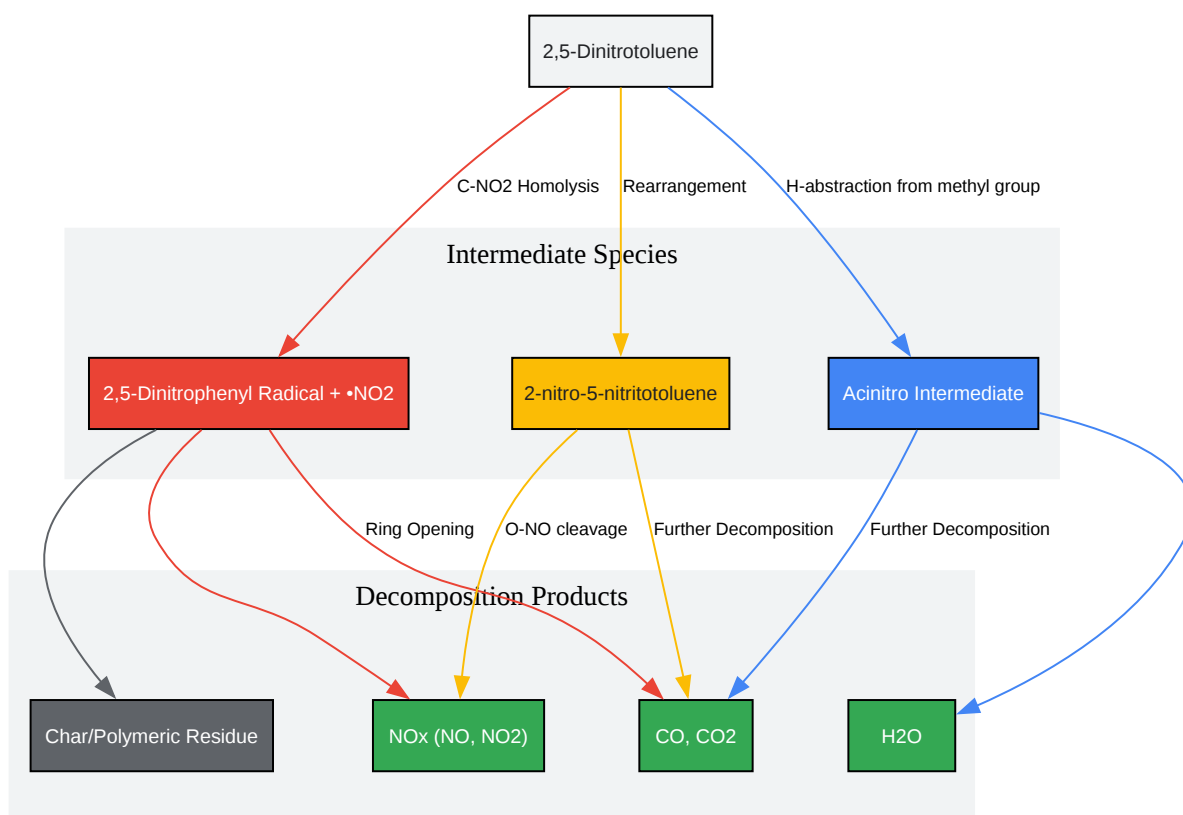 2,5-Dinitrotoluene
C-NO2 Homolysis
Rearrangement
H-abstraction from methyl group
Intermediate Species
2,5-Dinitrophenyl Radical + •NO2
2-nitro-5-nitritotoluene
Acinitro Intermediate
Ring Opening
O-NO cleavage
Further Decomposition
Further Decomposition
Decomposition Products
Char/Polymeric Residue
NOx (NO, NO2)
CO, CO2
H2O